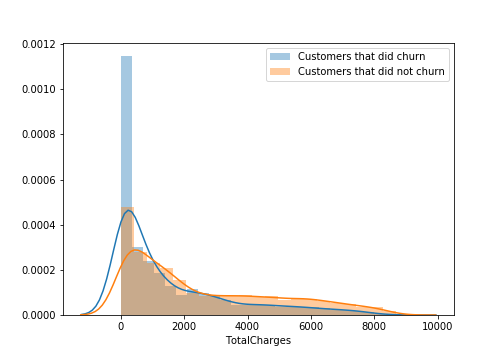 0.0012
0.0010
0.0008
0.0006
0.0004
0.0002
0.0000
Customers that did churn
Customers that did not churn
0 2000 4000 6000 8000 10000
TotalCharges